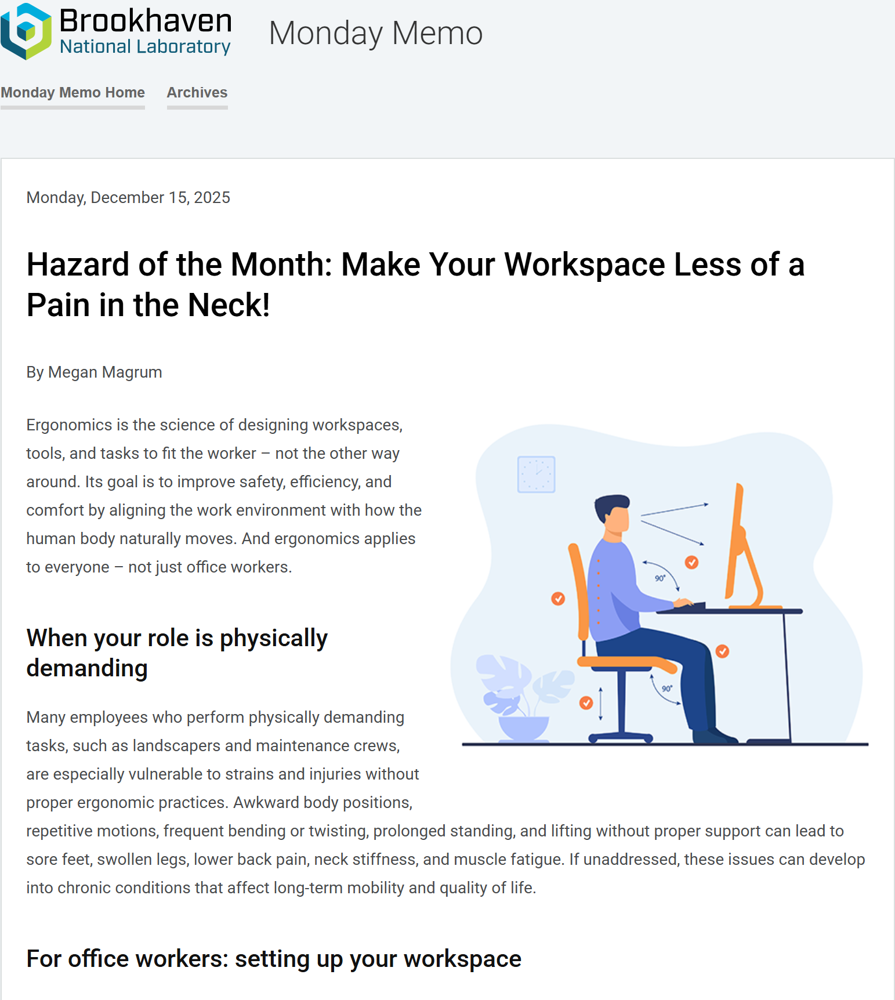 Brookhaven
National Laboratory
Monday Memo
Monday Memo Home
Archives
Monday, December 15, 2025
Hazard of the Month: Make Your Workspace Less of a
Pain in the Neck!
By Megan Magrum
Ergonomics is the science of designing workspaces,
tools, and tasks to fit the worker – not the other way
around. Its goal is to improve safety, efficiency, and
comfort by aligning the work environment with how the
human body naturally moves. And ergonomics applies
to everyone – not just office workers.
90°
90°
When your role is physically
demanding
Many employees who perform physically demanding
tasks, such as landscapers and maintenance crews,
are especially vulnerable to strains and injuries without
proper ergonomic practices. Awkward body positions,
repetitive motions, frequent bending or twisting, prolonged standing, and lifting without proper support can lead to
sore feet, swollen legs, lower back pain, neck stiffness, and muscle fatigue. If unaddressed, these issues can develop
into chronic conditions that affect long-term mobility and quality of life.
For office workers: setting up your workspace